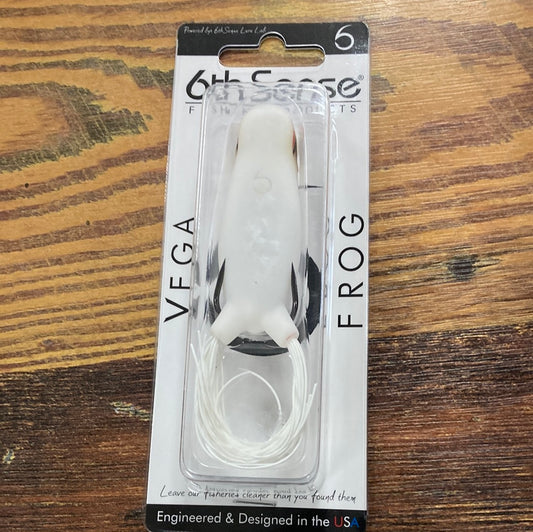 Powered By: 6th Sense Lure Lab
6
6th Sense®
VEGA
FROG
6
Leave our fisheries cleaner than you found them
Engineered & Designed in the USA